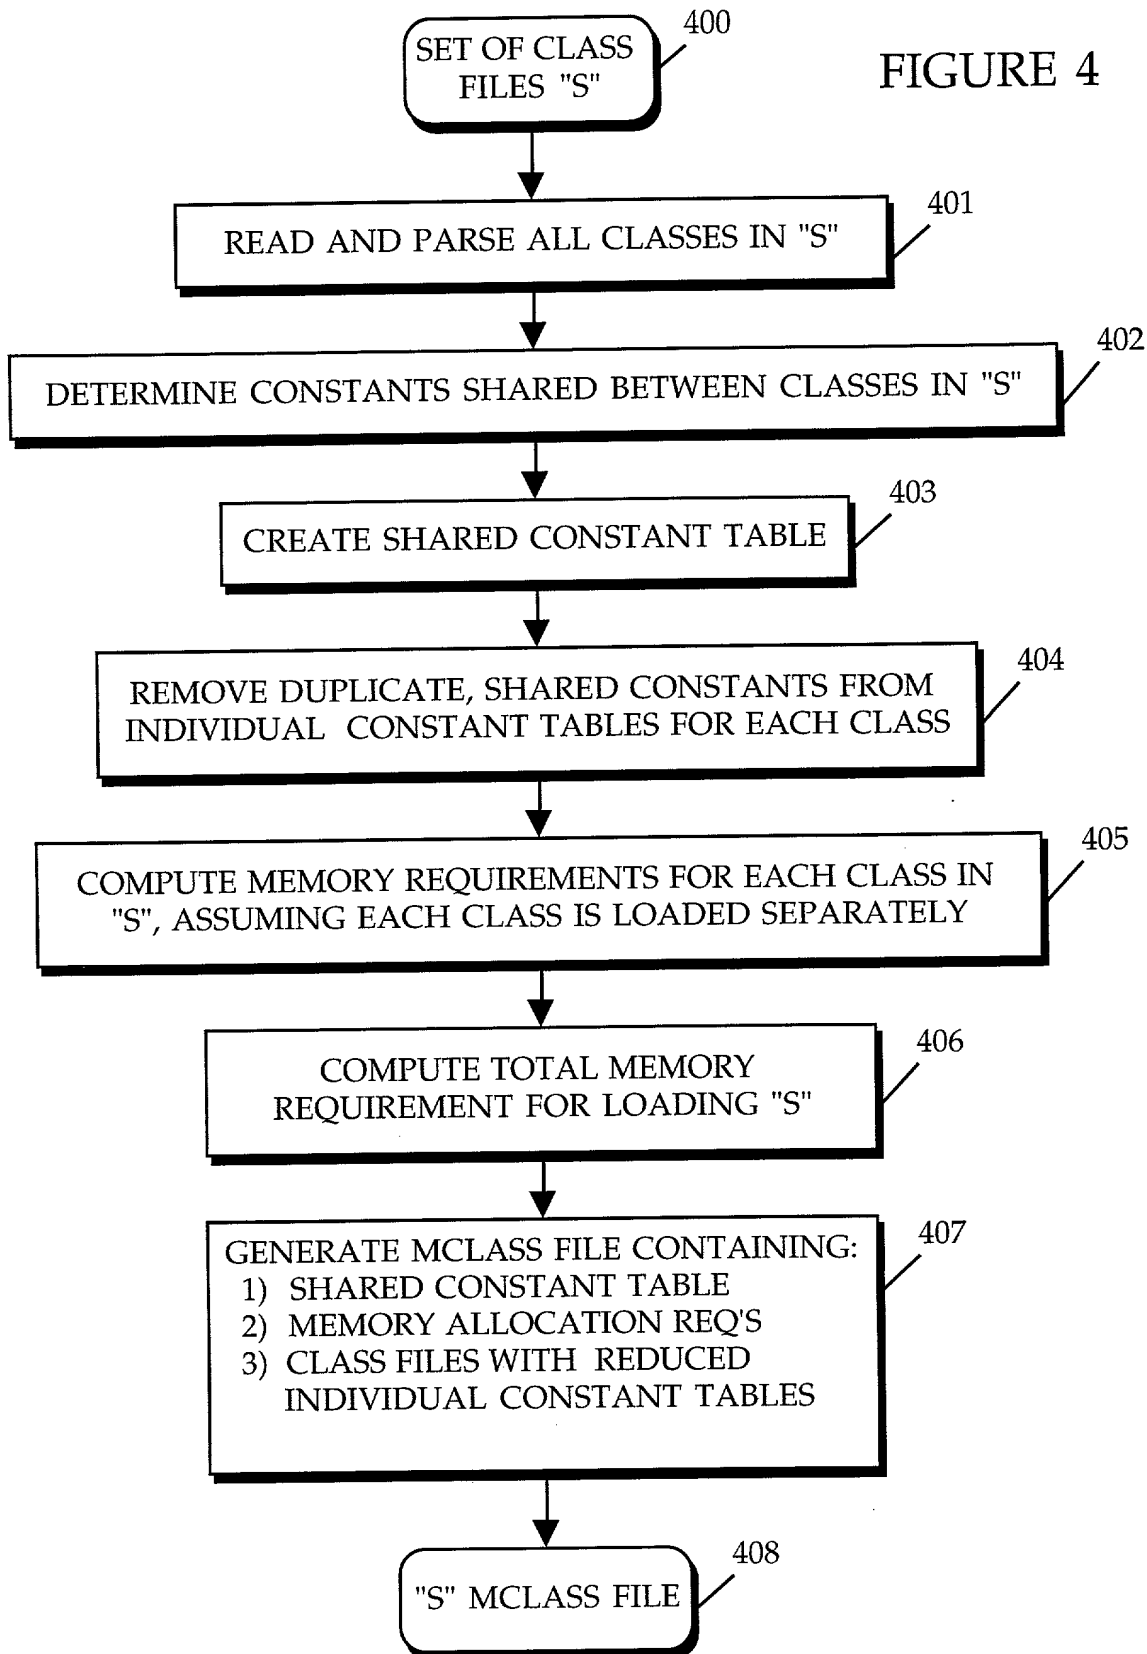 400
SET OF CLASS
FILES "S"
FIGURE 4
401
READ AND PARSE ALL CLASSES IN "S"
402
DETERMINE CONSTANTS SHARED BETWEEN CLASSES IN "S"
403
CREATE SHARED CONSTANT TABLE
404
REMOVE DUPLICATE, SHARED CONSTANTS FROM
INDIVIDUAL CONSTANT TABLES FOR EACH CLASS
405
COMPUTE MEMORY REQUIREMENTS FOR EACH CLASS IN
"S", ASSUMING EACH CLASS IS LOADED SEPARATELY
406
COMPUTE TOTAL MEMORY
REQUIREMENT FOR LOADING "S"
407
GENERATE MCLASS FILE CONTAINING:
1) SHARED CONSTANT TABLE
2) MEMORY ALLOCATION REQ'S
3) CLASS FILES WITH REDUCED
INDIVIDUAL CONSTANT TABLES
408
"S" MCLASS FILE